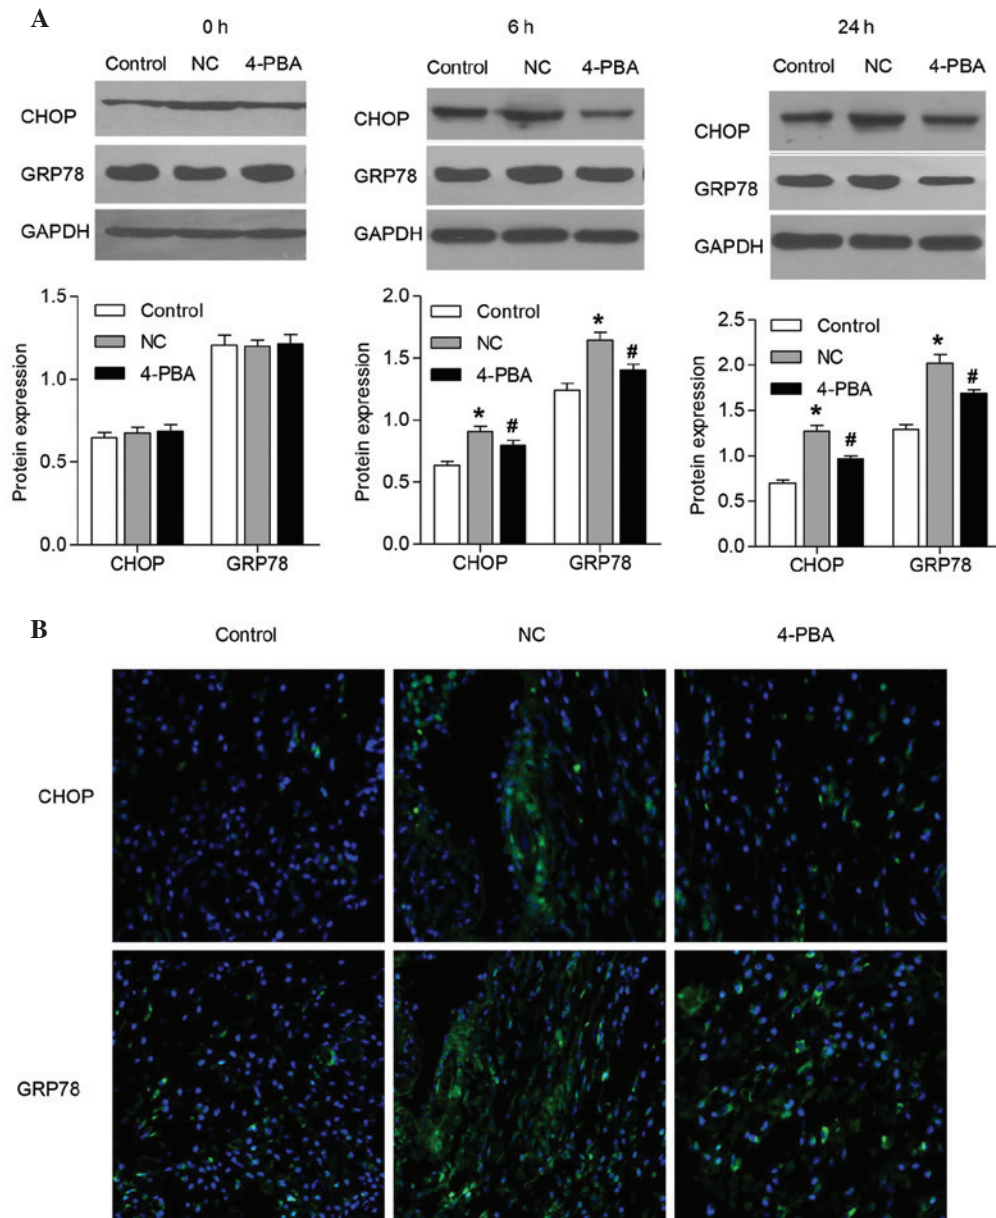 A
0 h
6 h
24 h
Control NC 4-PBA
Control NC 4-PBA
Control NC 4-PBA
CHOP
GRP78
GAPDH
CHOP
GRP78
GAPDH
CHOP
GRP78
GAPDH
Protein expression
1.5
1.0
0.5
0.0
Control
NC
4-PBA
CHOP GRP78
Protein expression
2.0
1.5
1.0
0.5
0.0
Control
NC
4-PBA
* # * #
CHOP GRP78
Protein expression
2.5
2.0
1.5
1.0
0.5
0.0
Control
NC
4-PBA
* # * #
CHOP GRP78
B
Control NC 4-PBA
CHOP
GRP78